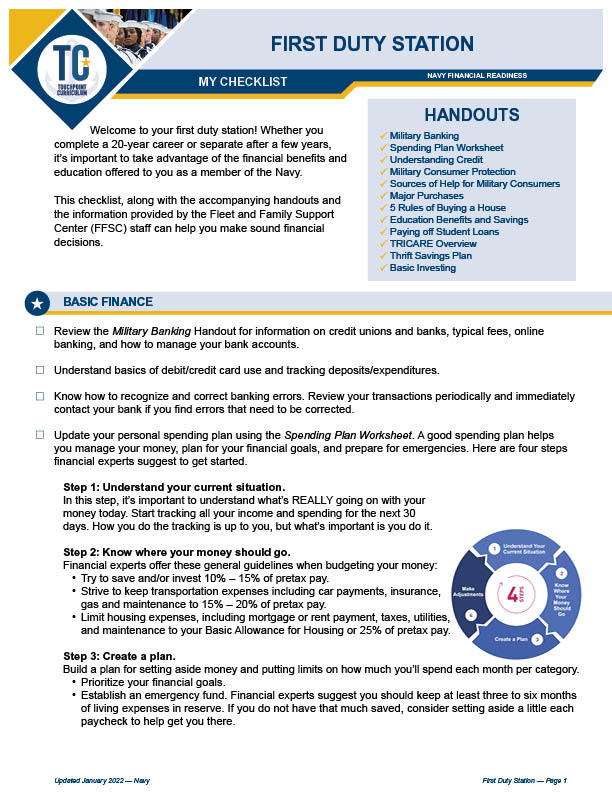 TC
TOUCHPOINT
CURRICULUM
FIRST DUTY STATION
MY CHECKLIST
NAVY FINANCIAL READINESS
Welcome to your first duty station! Whether you
complete a 20-year career or separate after a few years,
it's important to take advantage of the financial benefits and
education offered to you as a member of the Navy.
This checklist, along with the accompanying handouts and
the information provided by the Fleet and Family Support
Center (FFSC) staff can help you make sound financial
decisions.
HANDOUTS
✓ Military Banking
✓ Spending Plan Worksheet
✓ Understanding Credit
✓ Military Consumer Protection
✓ Sources of Help for Military Consumers
✓ Major Purchases
✓ 5 Rules of Buying a House
✓ Education Benefits and Savings
✓ Paying off Student Loans
✓ TRICARE Overview
✓ Thrift Savings Plan
✓ Basic Investing
BASIC FINANCE
☐ Review the Military Banking Handout for information on credit unions and banks, typical fees, online
banking, and how to manage your bank accounts.
☐ Understand basics of debit/credit card use and tracking deposits/expenditures.
☐ Know how to recognize and correct banking errors. Review your transactions periodically and immediately
contact your bank if you find errors that need to be corrected.
☐ Update your personal spending plan using the Spending Plan Worksheet. A good spending plan helps
you manage your money, plan for your financial goals, and prepare for emergencies. Here are four steps
financial experts suggest to get started.
Step 1: Understand your current situation.
In this step, it's important to understand what's REALLY going on with your
money today. Start tracking all your income and spending for the next 30
days. How you do the tracking is up to you, but what's important is you do it.
Step 2: Know where your money should go.
Financial experts offer these general guidelines when budgeting your money:
• Try to save and/or invest 10% – 15% of pretax pay.
• Strive to keep transportation expenses including car payments, insurance,
gas and maintenance to 15% – 20% of pretax pay.
• Limit housing expenses, including mortgage or rent payment, taxes, utilities,
and maintenance to your Basic Allowance for Housing or 25% of pretax pay.
1 Understand Your
Current Situation
2
Know
Where
Your
Money
Should
Go
Create a Plan 3
Make
Adjustments
4
4 STEPS
Step 3: Create a plan.
Build a plan for setting aside money and putting limits on how much you'll spend each month per category.
• Prioritize your financial goals.
• Establish an emergency fund. Financial experts suggest you should keep at least three to six months
of living expenses in reserve. If you do not have that much saved, consider setting aside a little each
paycheck to help get you there.
Updated January 2022 — Navy
First Duty Station — Page 1